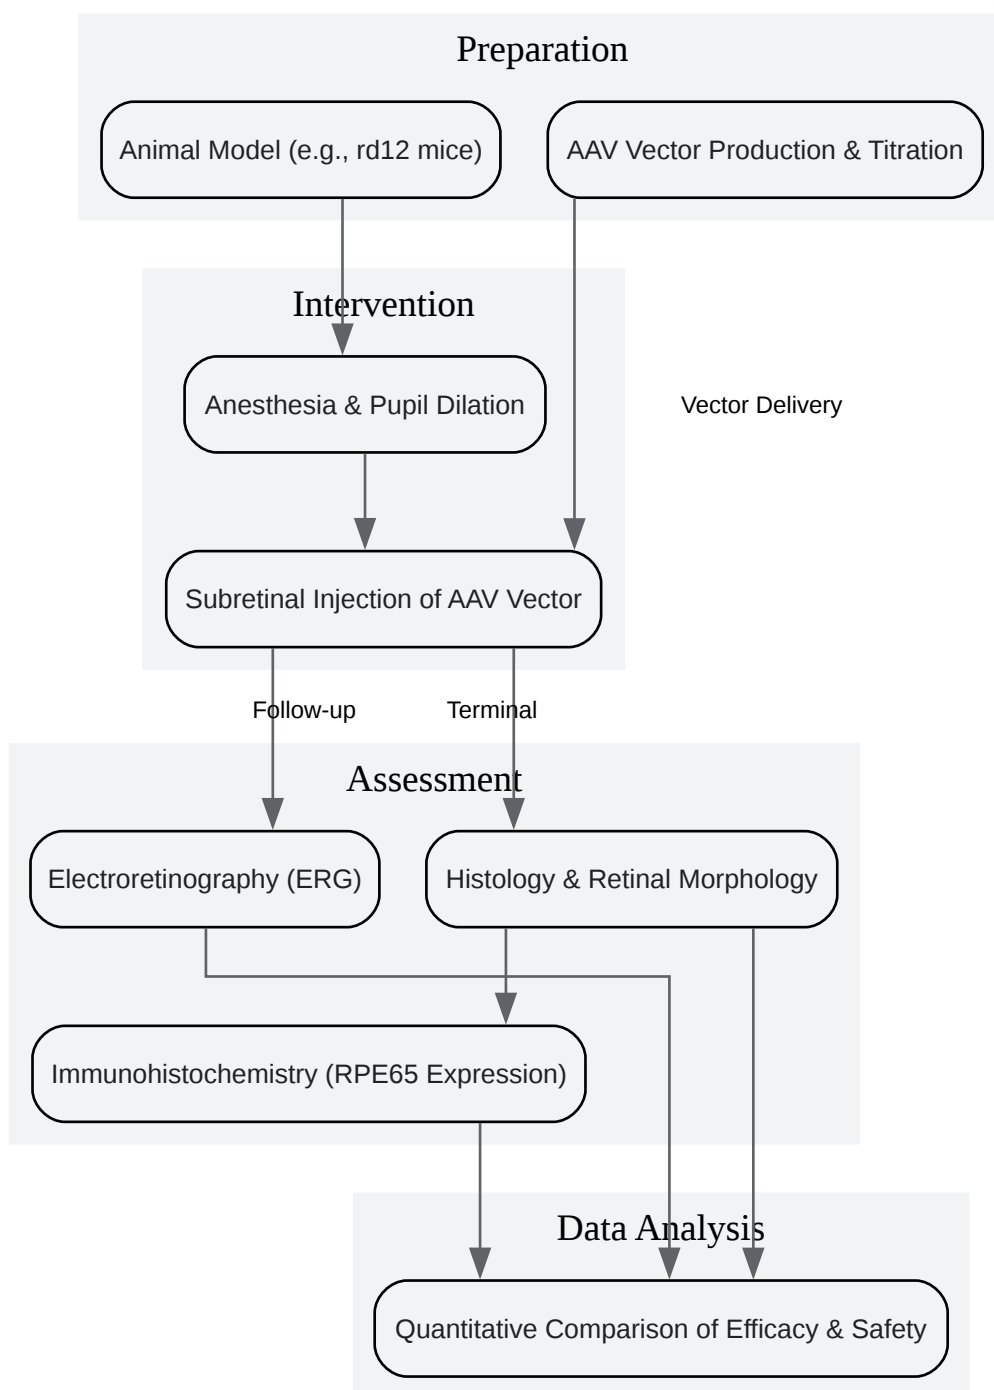 Preparation
Animal Model (e.g., rd12 mice)
AAV Vector Production & Titration
Intervention
Anesthesia & Pupil Dilation
Vector Delivery
Subretinal Injection of AAV Vector
Follow-up
Terminal
Assessment
Electroretinography (ERG)
Histology & Retinal Morphology
Immunohistochemistry (RPE65 Expression)
Data Analysis
Quantitative Comparison of Efficacy & Safety